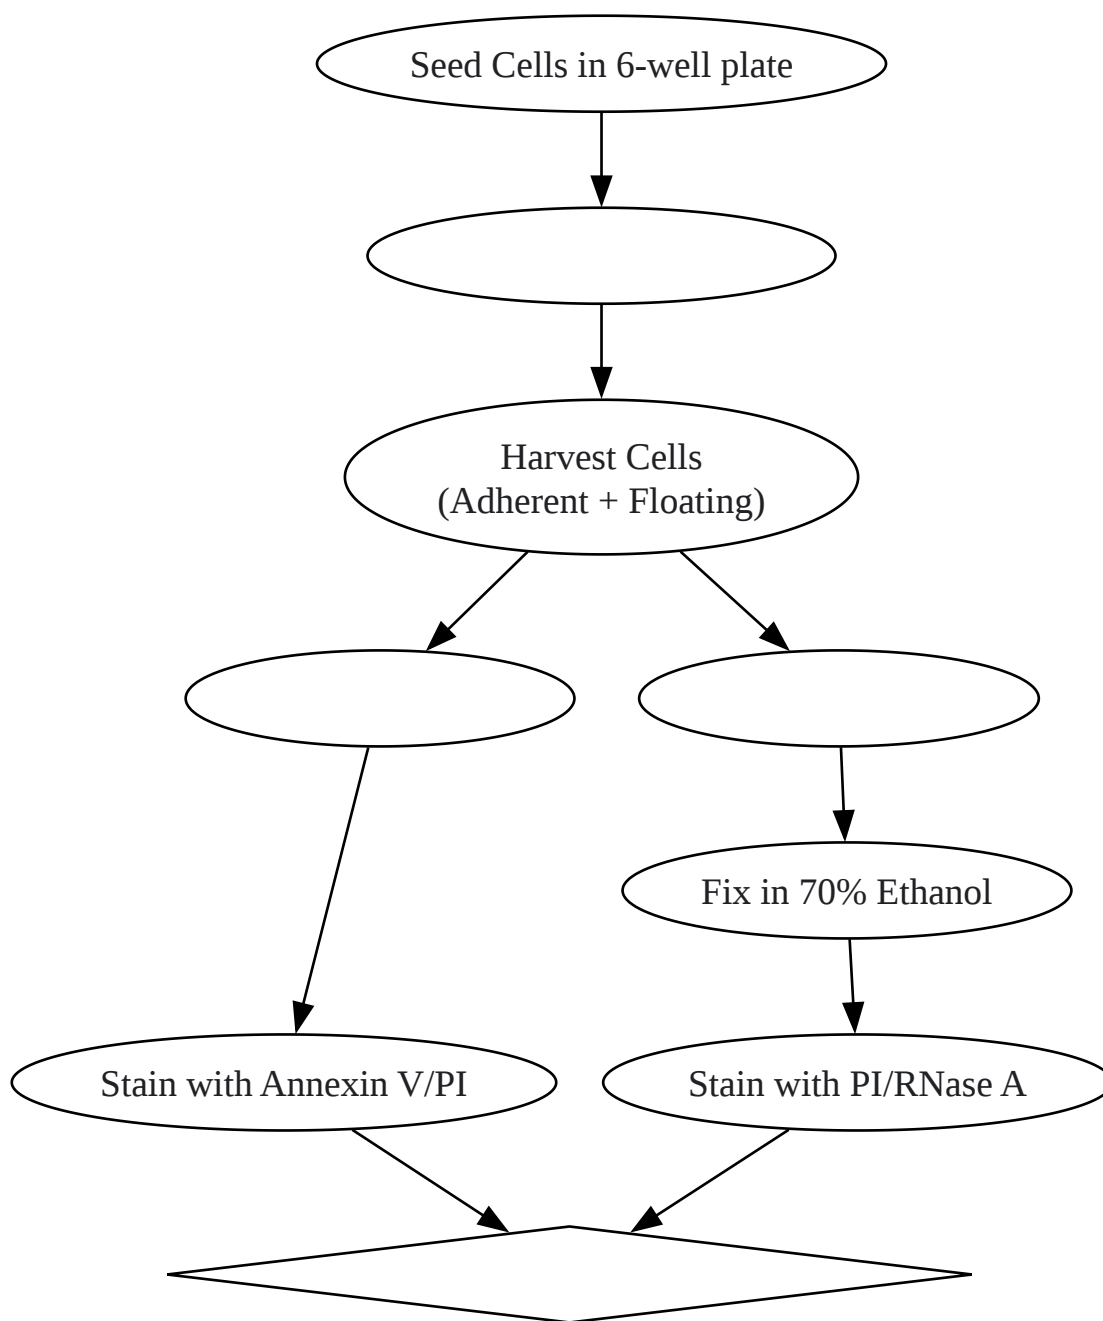 Seed Cells in 6-well plate
Harvest Cells
(Adherent + Floating)
Fix in 70% Ethanol
Stain with Annexin V/PI
Stain with PI/RNase A